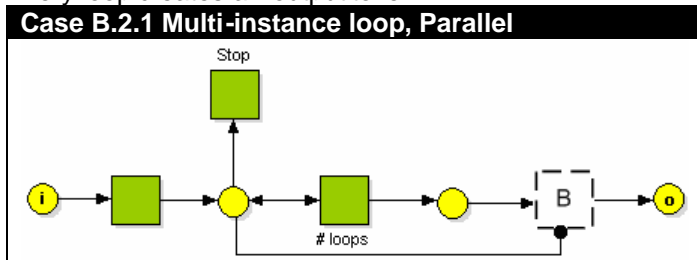 Case B.2.1 Multi-instance loop, Parallel
Stop
i
B
o
# loops